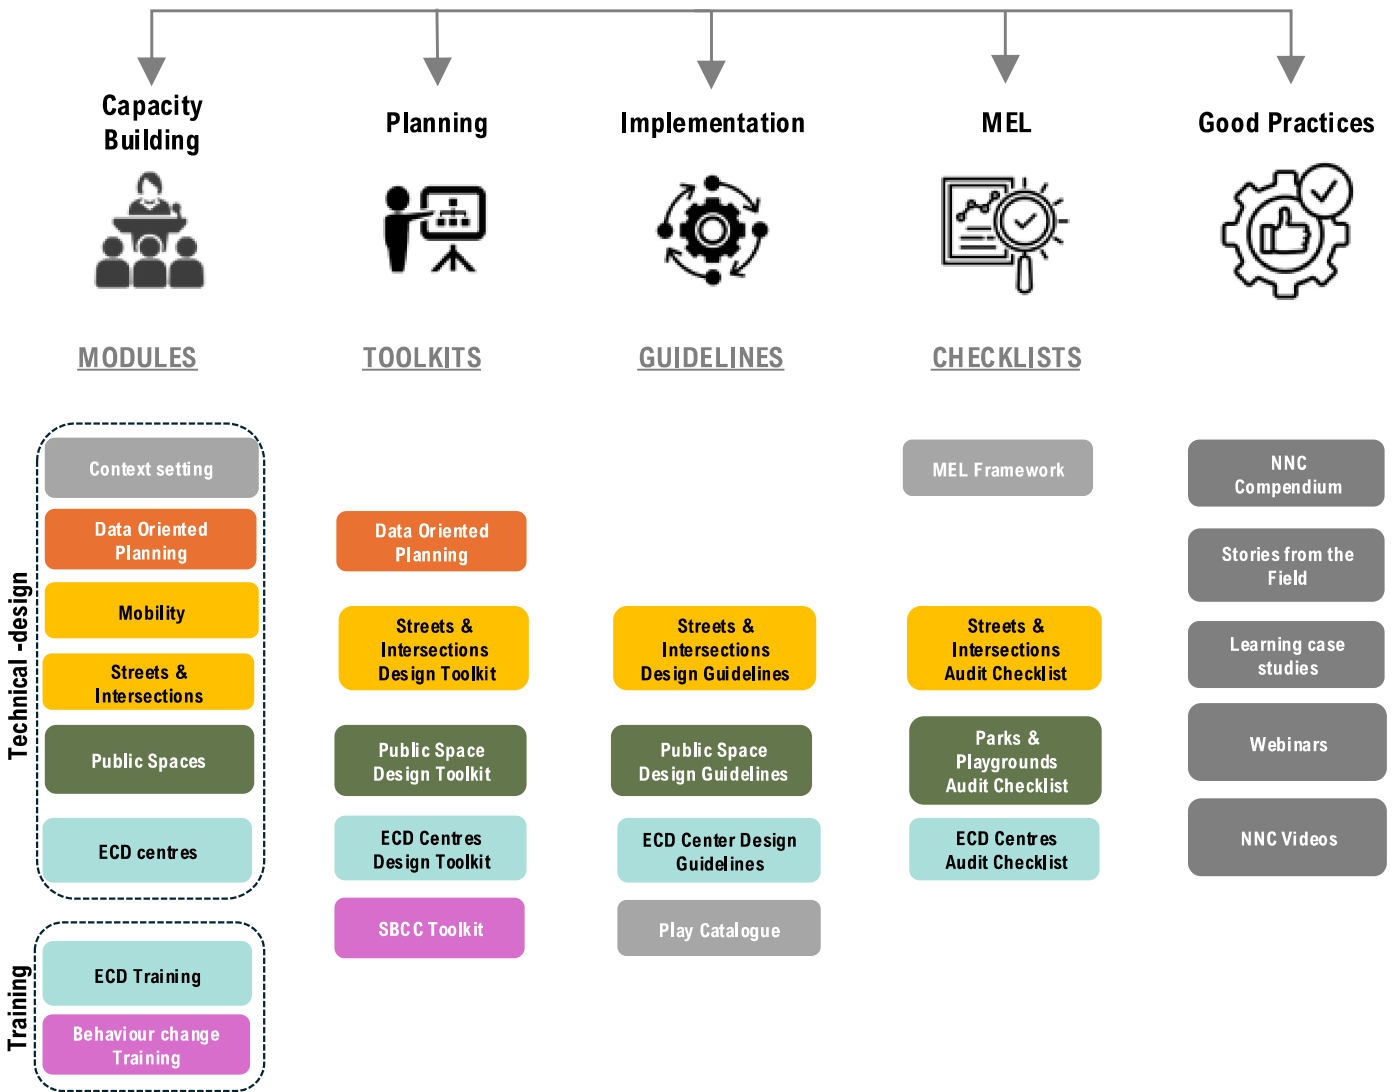 Capacity
Building
Planning
Implementation
MEL
Good Practices
MODULES
TOOLKITS
GUIDELINES
CHECKLISTS
Technical -design
Context setting
Data Oriented
Planning
Mobility
Streets &
Intersections
Public Spaces
ECD centres
Training
ECD Training
Behaviour change
Training
Data Oriented
Planning
Streets &
Intersections
Design Toolkit
Public Space
Design Toolkit
ECD Centres
Design Toolkit
SBCC Toolkit
Streets &
Intersections
Design Guidelines
Public Space
Design Guidelines
ECD Center Design
Guidelines
Play Catalogue
MEL Framework
Streets &
Intersections
Audit Checklist
Parks &
Playgrounds
Audit Checklist
ECD Centres
Audit Checklist
NNC
Compendium
Stories from the
Field
Learning case
studies
Webinars
NNC Videos